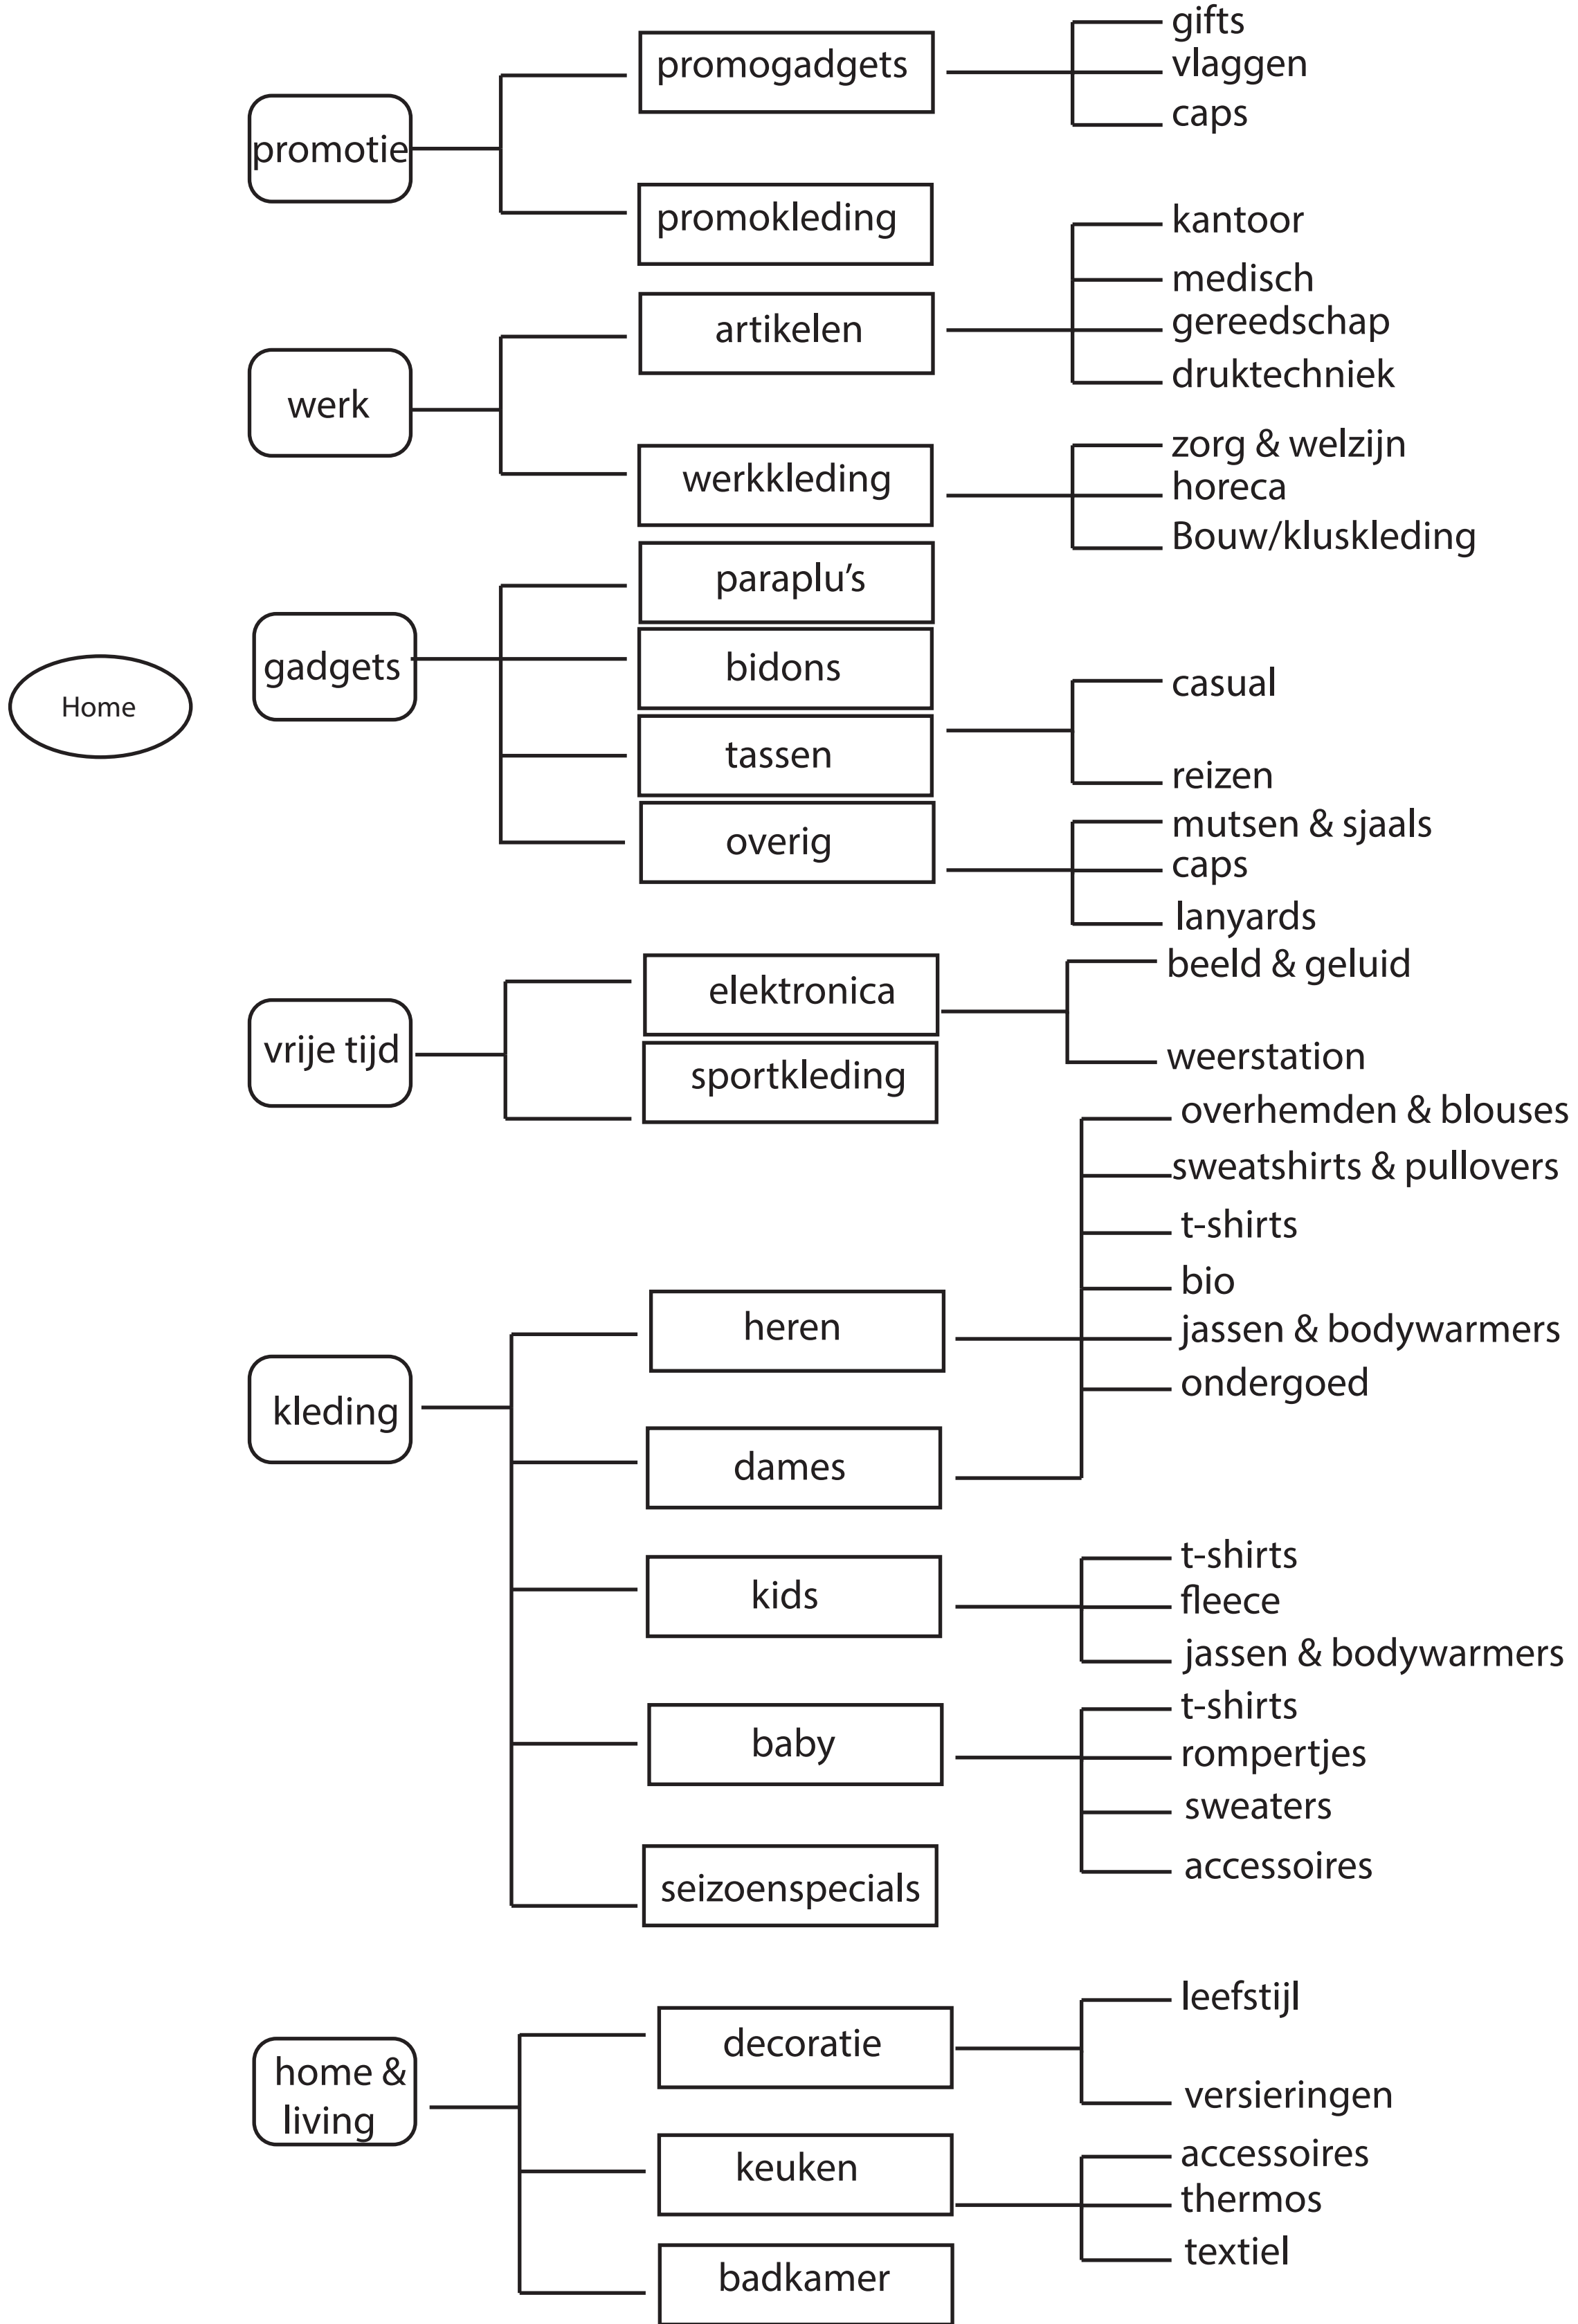 Home
promotie
promogadgets
gifts
vlaggen
caps
promokleding
werk
artikelen
kantoor
medisch
gereedschap
druktechniek
werkkleding
zorg & welzijn
horeca
Bouw/kluskleding
gadgets
paraplu’s
bidons
tassen
casual
reizen
overig
mutsen & sjaals
caps
lanyards
vrije tijd
elektronica
beeld & geluid
weerstation
sportkleding
kleding
heren
dames
overhemden & blouses
sweatshirts & pullovers
t-shirts
bio
jassen & bodywarmers
ondergoed
kids
t-shirts
fleece
jassen & bodywarmers
baby
t-shirts
rompertjes
sweaters
accessoires
seizoenspecials
home &
living
decoratie
leefstijl
versieringen
keuken
accessoires
thermos
textiel
badkamer